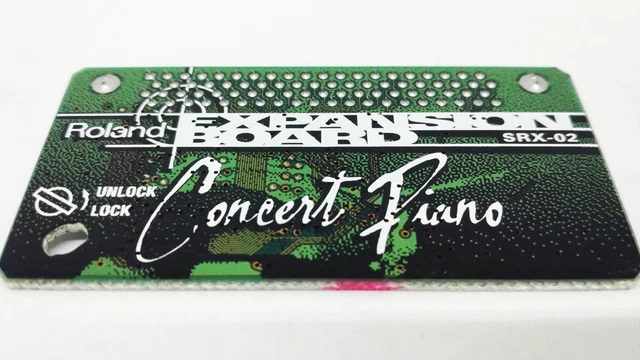 Roland EXPANSION
BOARD SRX-02
UNLOCK
LOCK
Concert Piano